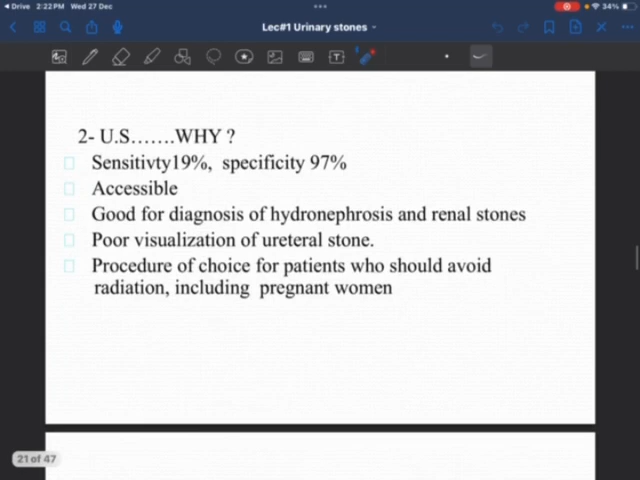 Drive 2:22 PM Wed 27 Dec
34%
Lec#1 Urinary stones
T
2- U.S.......WHY ?
Sensitivty19%, specificity 97%
Accessible
Good for diagnosis of hydronephrosis and renal stones
Poor visualization of ureteral stone.
Procedure of choice for patients who should avoid
radiation, including pregnant women
21 of 47